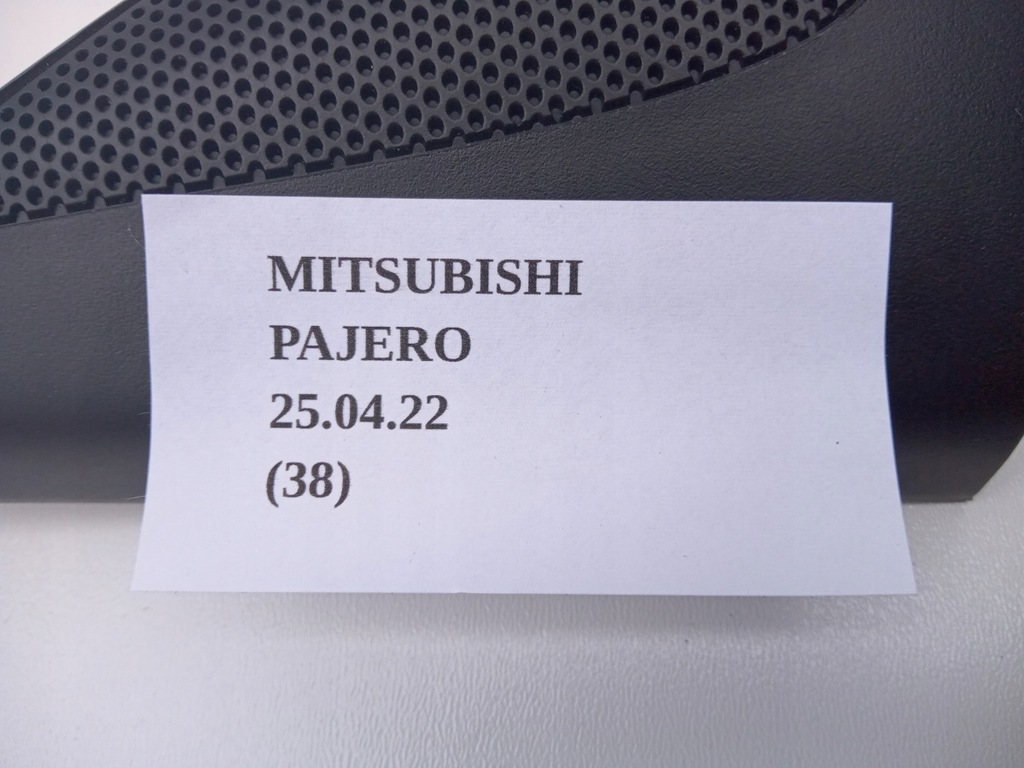 MITSUBISHI
PAJERO
25.04.22
(38)